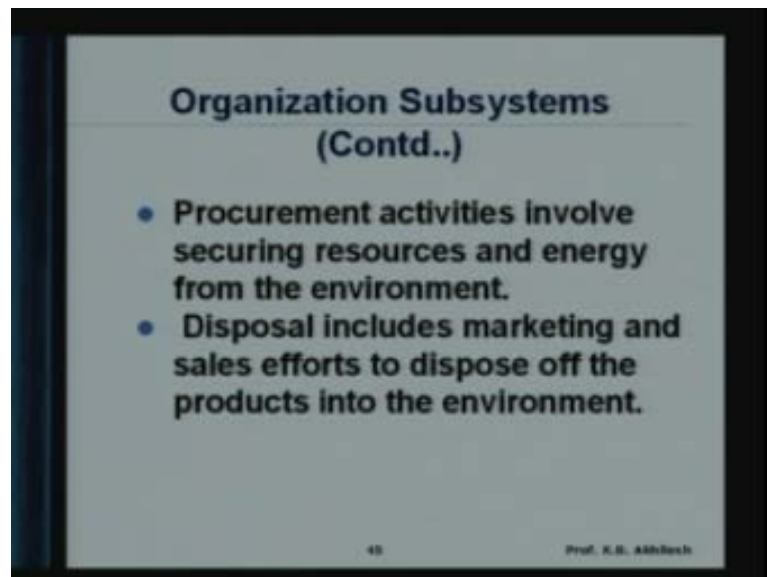 Organization Subsystems
(Contd..)
Procurement activities involve
securing resources and energy
from the environment.
Disposal includes marketing and
sales efforts to dispose off the
products into the environment.
Prof. K.B. Akhilesh